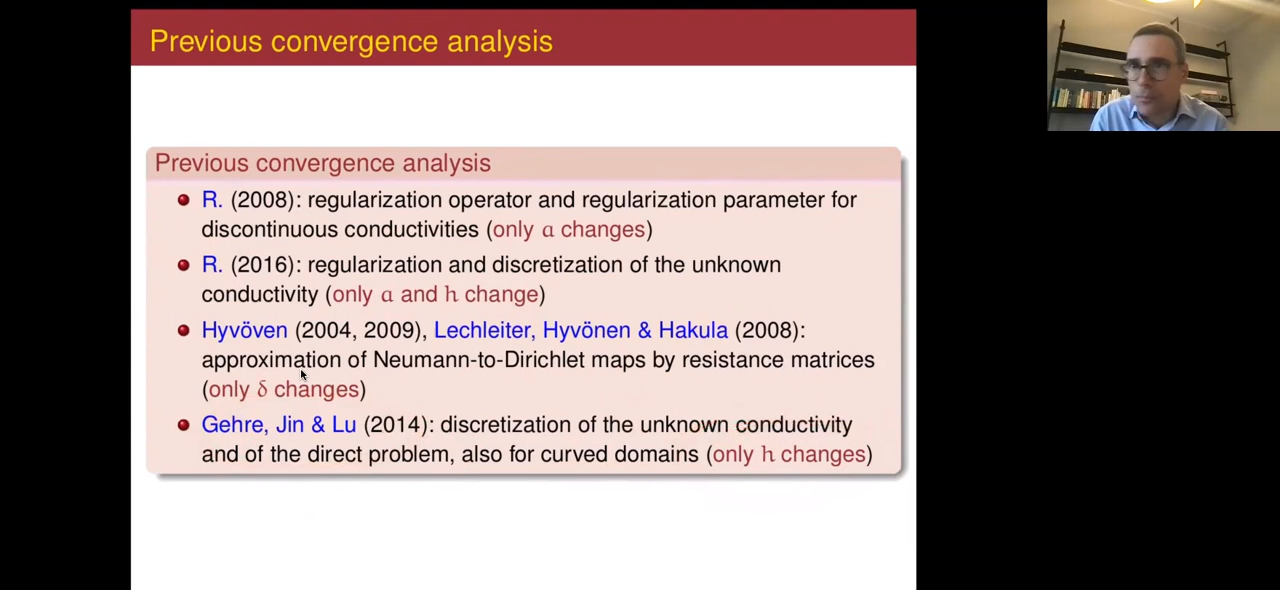 Previous convergence analysis
Previous convergence analysis
R. (2008): regularization operator and regularization parameter for
discontinuous conductivities (only a changes)
R. (2016): regularization and discretization of the unknown
conductivity (only a and h change)
Hyvöven (2004, 2009), Lechleiter, Hyvönen & Hakula (2008):
approximation of Neumann-to-Dirichlet maps by resistance matrices
(only δ changes)
Gehre, Jin & Lu (2014): discretization of the unknown conductivity
and of the direct problem, also for curved domains (only h changes)